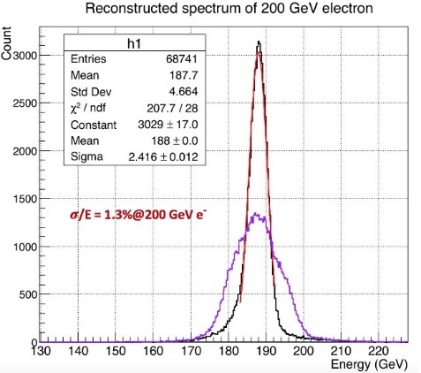 Reconstructed spectrum of 200 GeV electron
Count
h1
Entries 68741
Mean 187.7
Std Dev 4.664
χ² / ndf 207.7 / 28
Constant 3029 ± 17.0
Mean 188 ± 0.0
Sigma 2.416 ± 0.012
σ/E = 1.3%@200 GeV e⁻
3000
2500
2000
1500
1000
500
0
130 140 150 160 170 180 190 200 210 220
Energy (GeV)